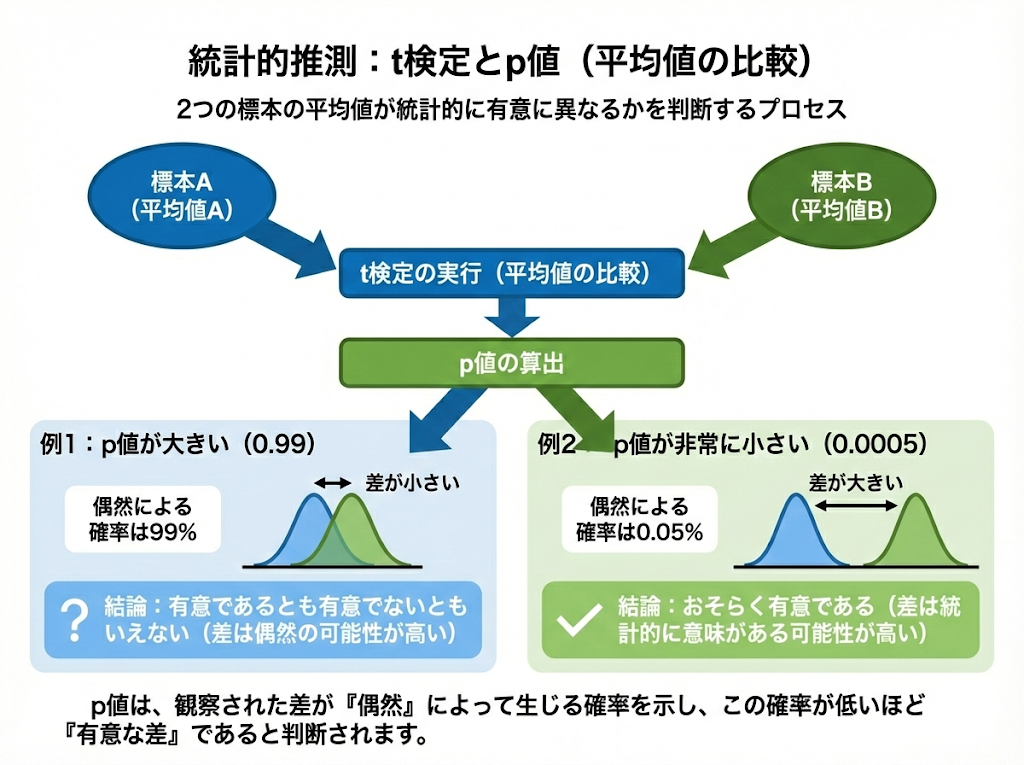 統計的推測：t検定とp値（平均値の比較）
2つの標本の平均値が統計的に有意に異なるかを判断するプロセス
標本A
（平均値A）
標本B
（平均値B）
t検定の実行（平均値の比較）
p値の算出
例1：p値が大きい（0.99）
差が小さい
偶然による
確率は99%
結論：有意であるとも有意でないとも
いえない（差は偶然の可能性が高い）
例2 p値が非常に小さい（0.0005）
差が大きい
偶然による
確率は0.05%
結論：おそらく有意である（差は統
計的に意味がある可能性が高い）
p値は、観察された差が『偶然』によって生じる確率を示し、この確率が低いほど
『有意な差』であると判断されます。